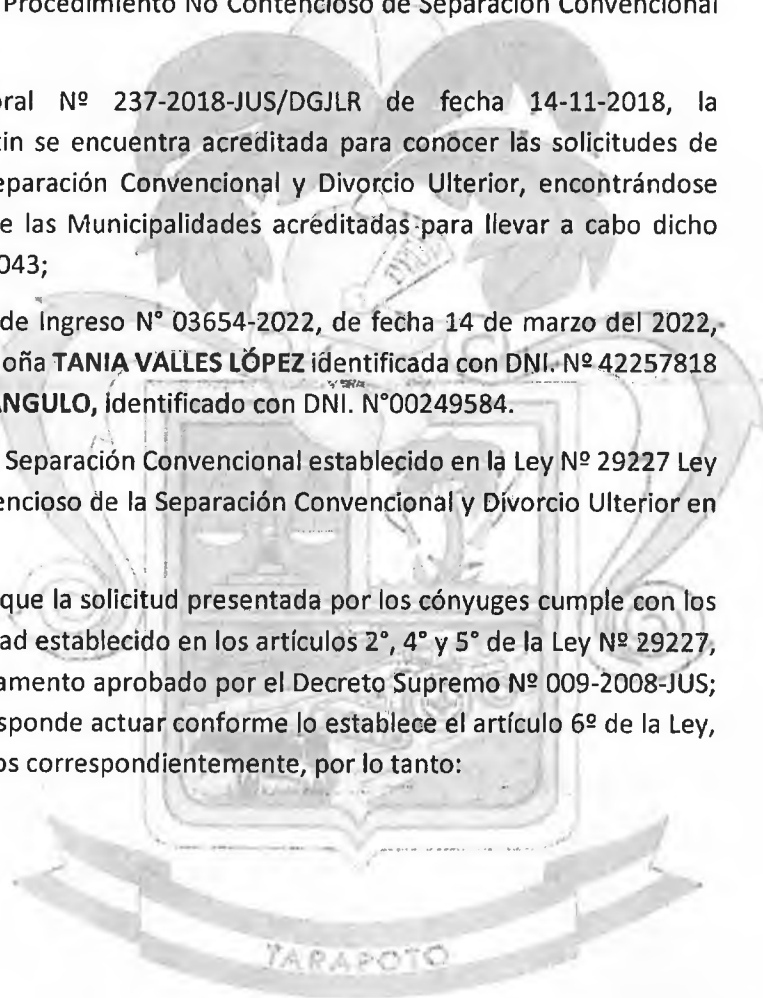 Procedimiento No Contencioso de Separación Convencional
oral Nº 237-2018-JUS/DGJLR de fecha 14-11-2018, la
tin se encuentra acreditada para conocer las solicitudes de
eparación Convencional y Divorcio Ulterior, encontrándose
e las Municipalidades acreditadas para llevar a cabo dicho
043;
de Ingreso N° 03654-2022, de fecha 14 de marzo del 2022,
oña TANIA VALLES LÓPEZ identificada con DNI. Nº 42257818
ANGULO, identificado con DNI. N°00249584.
Separación Convencional establecido en la Ley Nº 29227 Ley
encioso de la Separación Convencional y Divorcio Ulterior en
que la solicitud presentada por los cónyuges cumple con los
ad establecido en los artículos 2°, 4° y 5° de la Ley Nº 29227,
amento aprobado por el Decreto Supremo Nº 009-2008-JUS;
sponde actuar conforme lo establece el artículo 6º de la Ley,
os correspondientemente, por lo tanto:
TARAPOTO